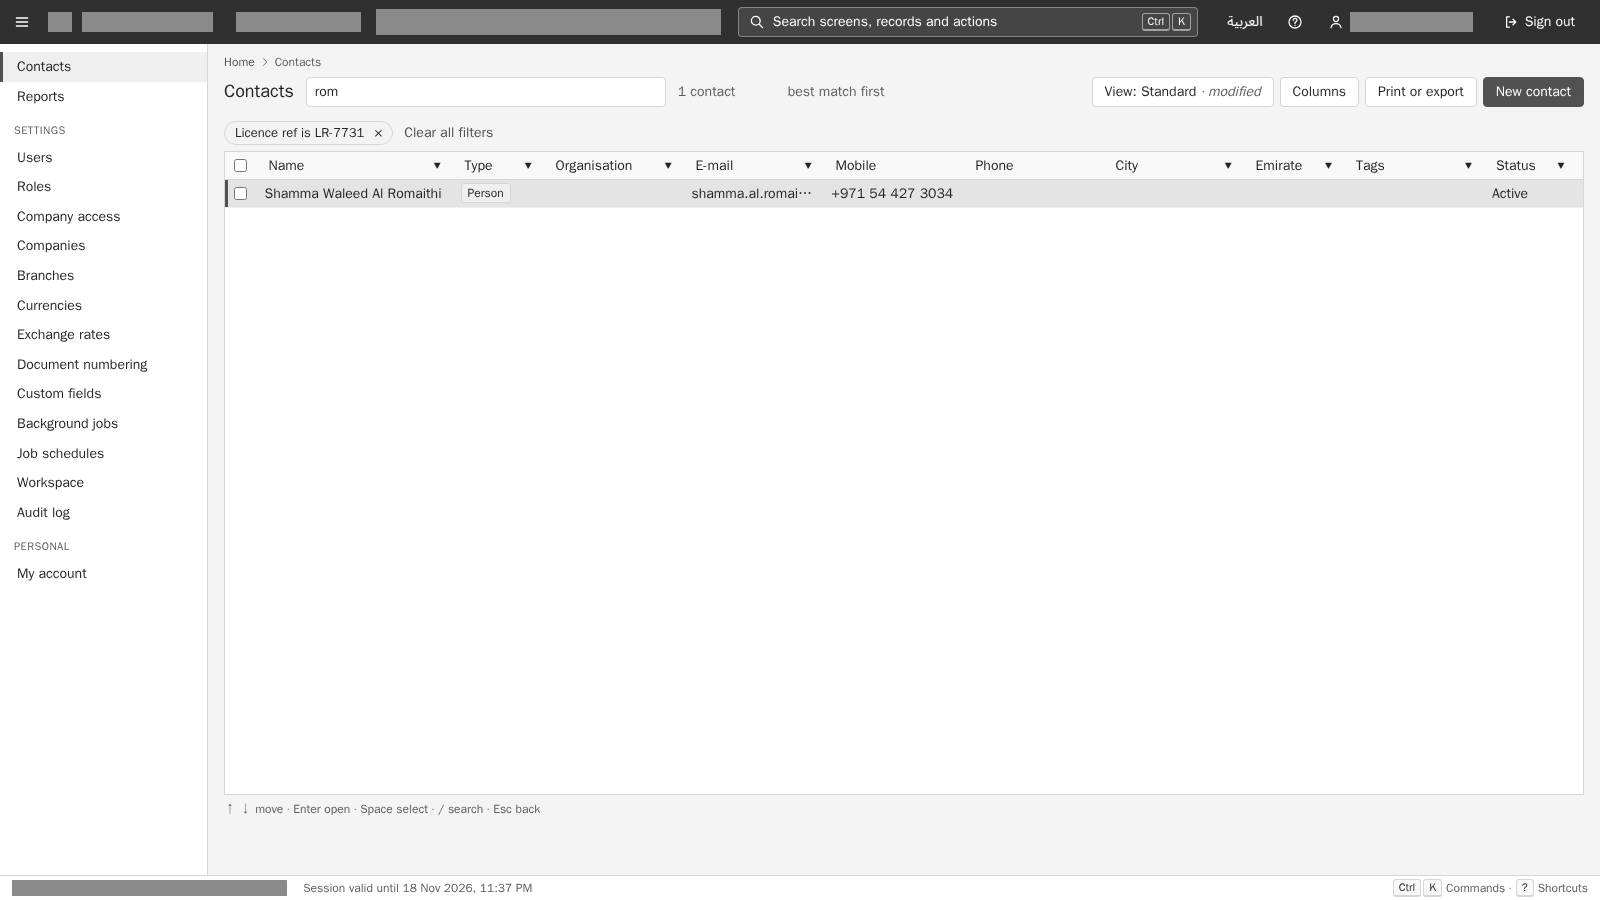 Search screens, records and actions Ctrl K العربية Sign out
Contacts
Reports
SETTINGS
Users
Roles
Company access
Companies
Branches
Currencies
Exchange rates
Document numbering
Custom fields
Background jobs
Job schedules
Workspace
Audit log
PERSONAL
My account
Home Contacts
Contacts rom 1 contact best match first View: Standard · modified Columns Print or export New contact
Licence ref is LR-7731 × Clear all filters
Name ▼ Type ▼ Organisation ▼ E-mail ▼ Mobile Phone City ▼ Emirate ▼ Tags ▼ Status ▼
Shamma Waleed Al Romaithi Person shamma.al.romai··· +971 54 427 3034 Active
↑ ↓ move · Enter open · Space select · / search · Esc back
Session valid until 18 Nov 2026, 11:37 PM Ctrl K Commands · ? Shortcuts